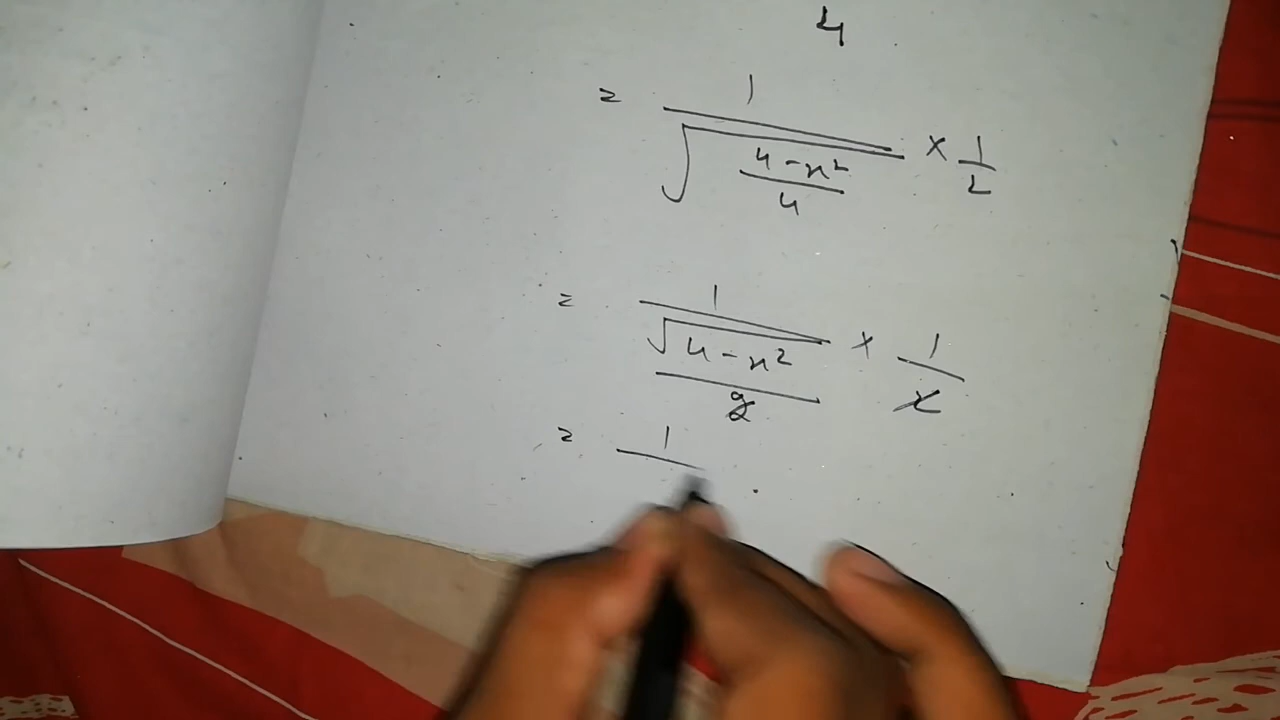 4
= 1 / √((4 - x²) / 4) × 1/2
= 1 / (√(4 - x²) / 2) × 1/2
= 1